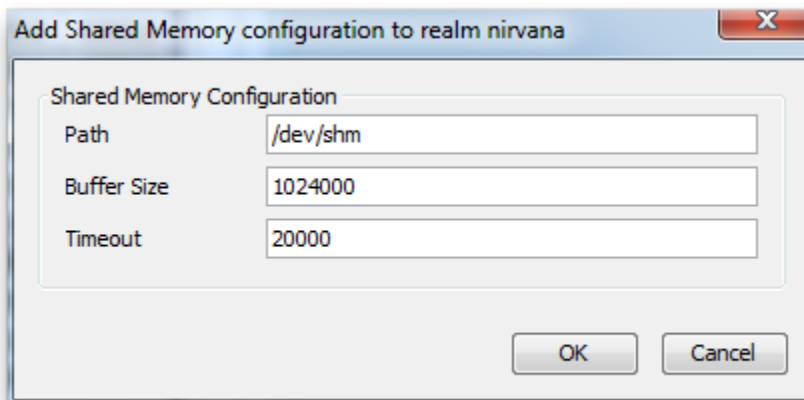 Add Shared Memory configuration to realm nirvana
Shared Memory Configuration
Path /dev/shm
Buffer Size 1024000
Timeout 20000
OK Cancel